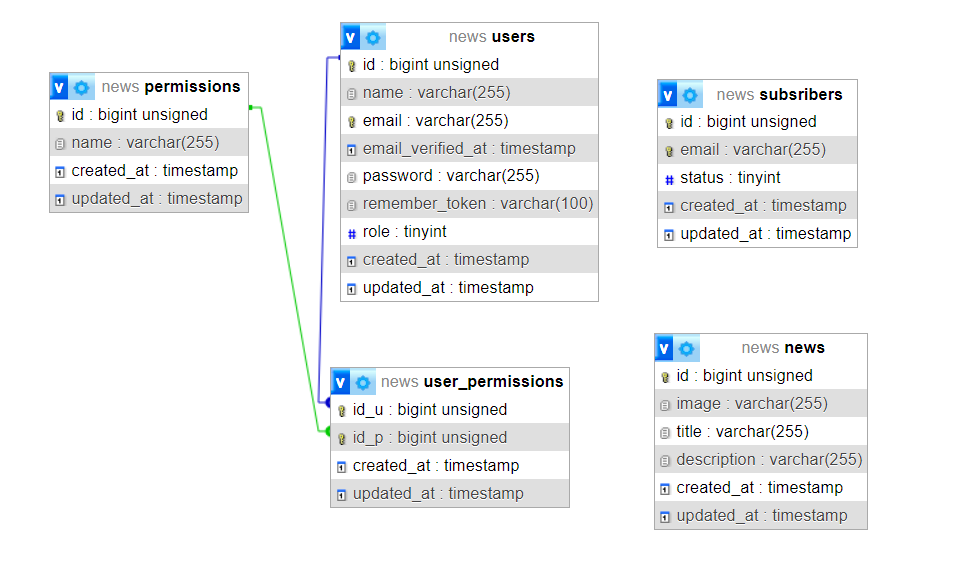 v news permissions
id : bigint unsigned
name : varchar(255)
created_at : timestamp
updated_at : timestamp
v news users
id : bigint unsigned
name : varchar(255)
email : varchar(255)
email_verified_at : timestamp
password : varchar(255)
remember_token : varchar(100)
# role : tinyint
created_at : timestamp
updated_at : timestamp
v news subsribers
id : bigint unsigned
email : varchar(255)
# status : tinyint
created_at : timestamp
updated_at : timestamp
v news user_permissions
id_u : bigint unsigned
id_p : bigint unsigned
created_at : timestamp
updated_at : timestamp
v news news
id : bigint unsigned
image : varchar(255)
title : varchar(255)
description : varchar(255)
created_at : timestamp
updated_at : timestamp